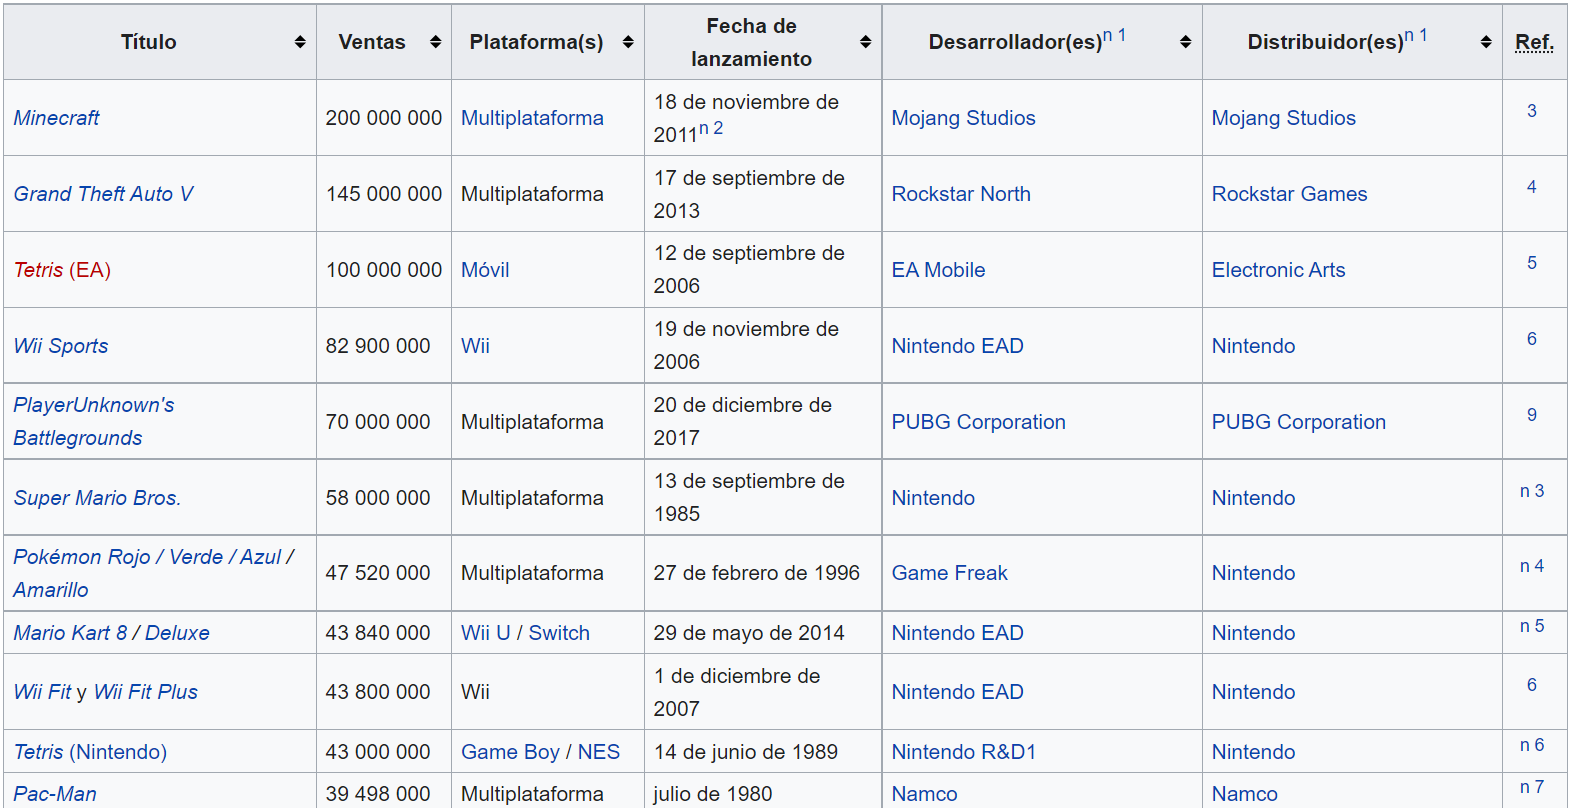 Título Ventas Plataforma(s) Fecha de lanzamiento Desarrollador(es)n 1 Distribuidor(es)n 1 Ref.
Minecraft 200 000 000 Multiplataforma 18 de noviembre de 2011n 2 Mojang Studios Mojang Studios 3
Grand Theft Auto V 145 000 000 Multiplataforma 17 de septiembre de 2013 Rockstar North Rockstar Games 4
Tetris (EA) 100 000 000 Móvil 12 de septiembre de 2006 EA Mobile Electronic Arts 5
Wii Sports 82 900 000 Wii 19 de noviembre de 2006 Nintendo EAD Nintendo 6
PlayerUnknown's Battlegrounds 70 000 000 Multiplataforma 20 de diciembre de 2017 PUBG Corporation PUBG Corporation 9
Super Mario Bros. 58 000 000 Multiplataforma 13 de septiembre de 1985 Nintendo Nintendo n 3
Pokémon Rojo / Verde / Azul / Amarillo 47 520 000 Multiplataforma 27 de febrero de 1996 Game Freak Nintendo n 4
Mario Kart 8 / Deluxe 43 840 000 Wii U / Switch 29 de mayo de 2014 Nintendo EAD Nintendo n 5
Wii Fit y Wii Fit Plus 43 800 000 Wii 1 de diciembre de 2007 Nintendo EAD Nintendo 6
Tetris (Nintendo) 43 000 000 Game Boy / NES 14 de junio de 1989 Nintendo R&D1 Nintendo n 6
Pac-Man 39 498 000 Multiplataforma julio de 1980 Namco Namco n 7